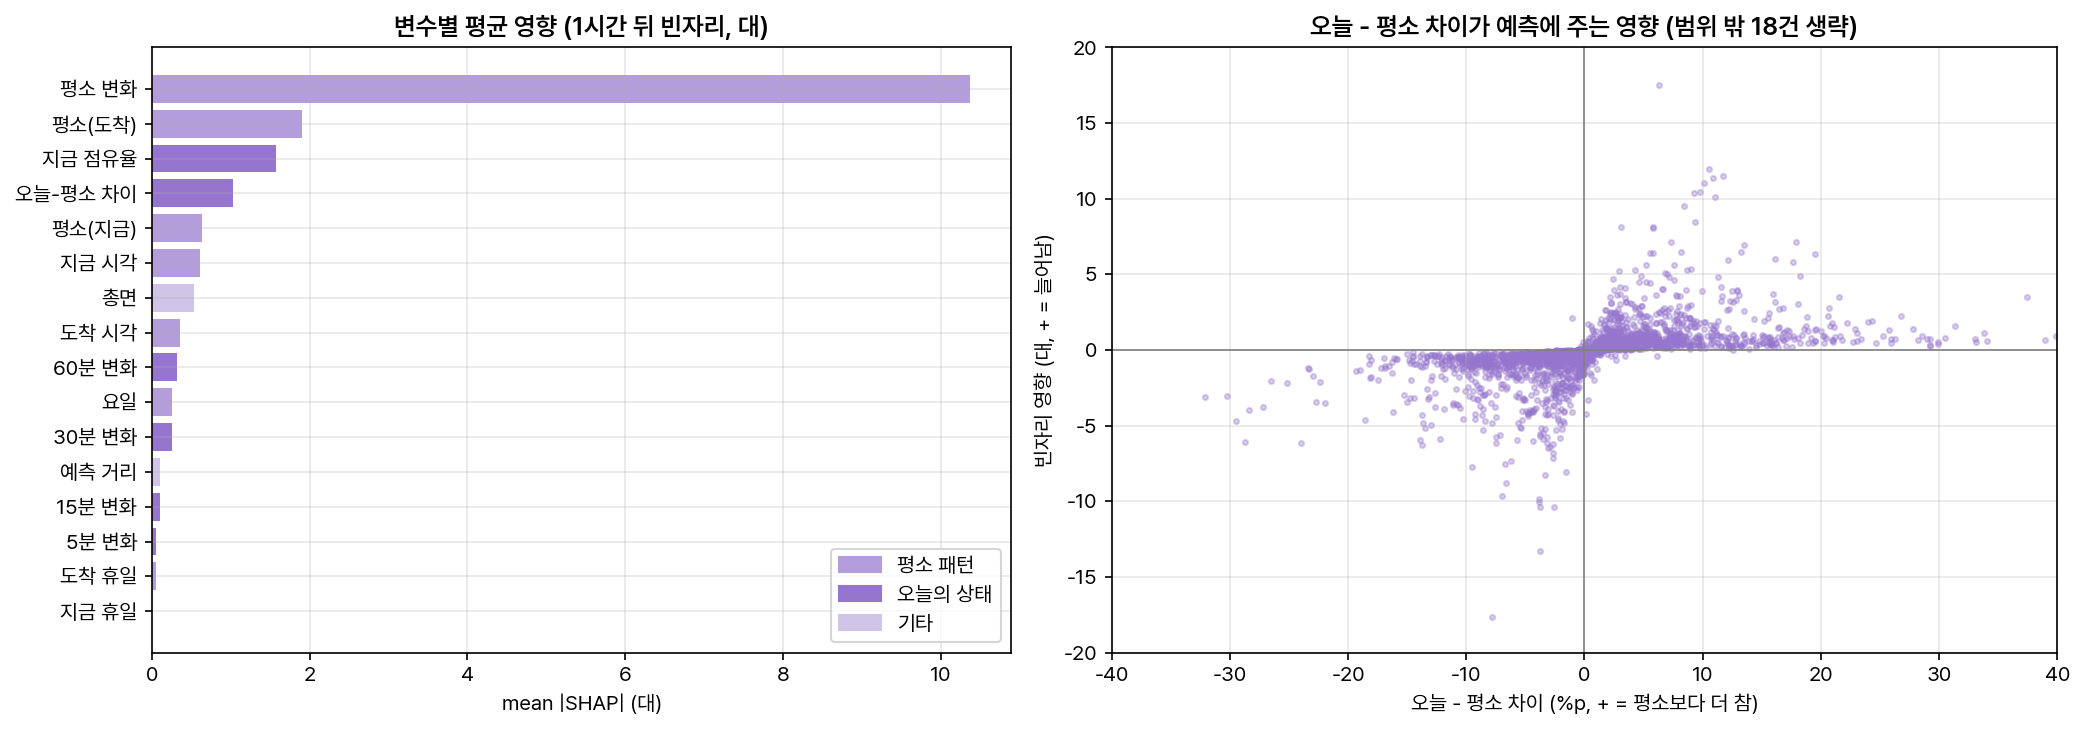 변수별 평균 영향 (1시간 뒤 빈자리, 대)
평소 변화
평소(도착)
지금 점유율
오늘-평소 차이
평소(지금)
지금 시각
총면
도착 시각
60분 변화
요일
30분 변화
예측 거리
15분 변화
5분 변화
도착 휴일
지금 휴일
평소 패턴
오늘의 상태
기타
0 2 4 6 8 10
mean |SHAP| (대)
오늘 - 평소 차이가 예측에 주는 영향 (범위 밖 18건 생략)
빈자리 영향 (대, + = 늘어남)
20
15
10
5
0
-5
-10
-15
-20
-40 -30 -20 -10 0 10 20 30 40
오늘 - 평소 차이 (%p, + = 평소보다 더 참)